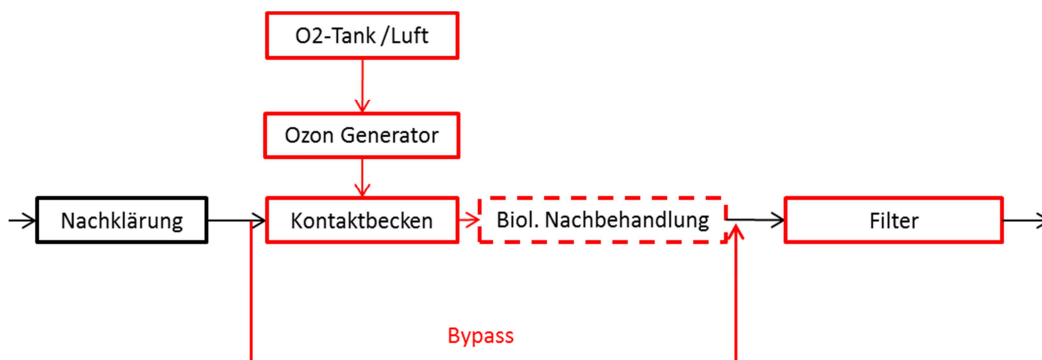 O2-Tank /Luft
Ozon Generator
Nachklärung
Kontaktbecken
Biol. Nachbehandlung
Filter
Bypass